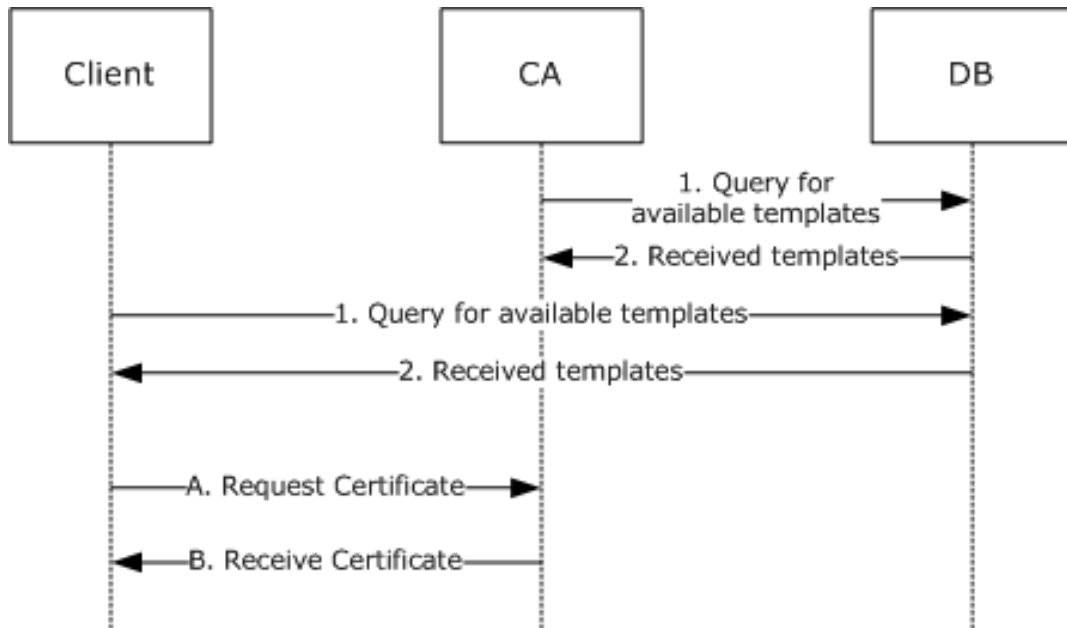 Client
CA
DB
1. Query for
available templates
2. Received templates
1. Query for available templates
2. Received templates
A. Request Certificate
B. Receive Certificate